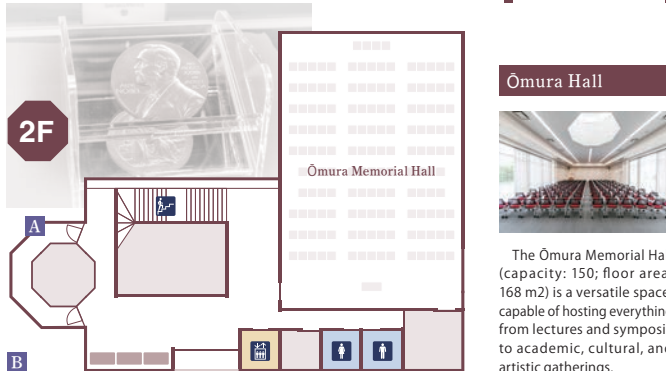 2F
Ōmura Memorial Hall
A
B
Ōmura Hall
The Ōmura Memorial Ha
(capacity: 150; floor area
168 m2) is a versatile space
capable of hosting everything
from lectures and symposi
to academic, cultural, and
artistic gatherings.